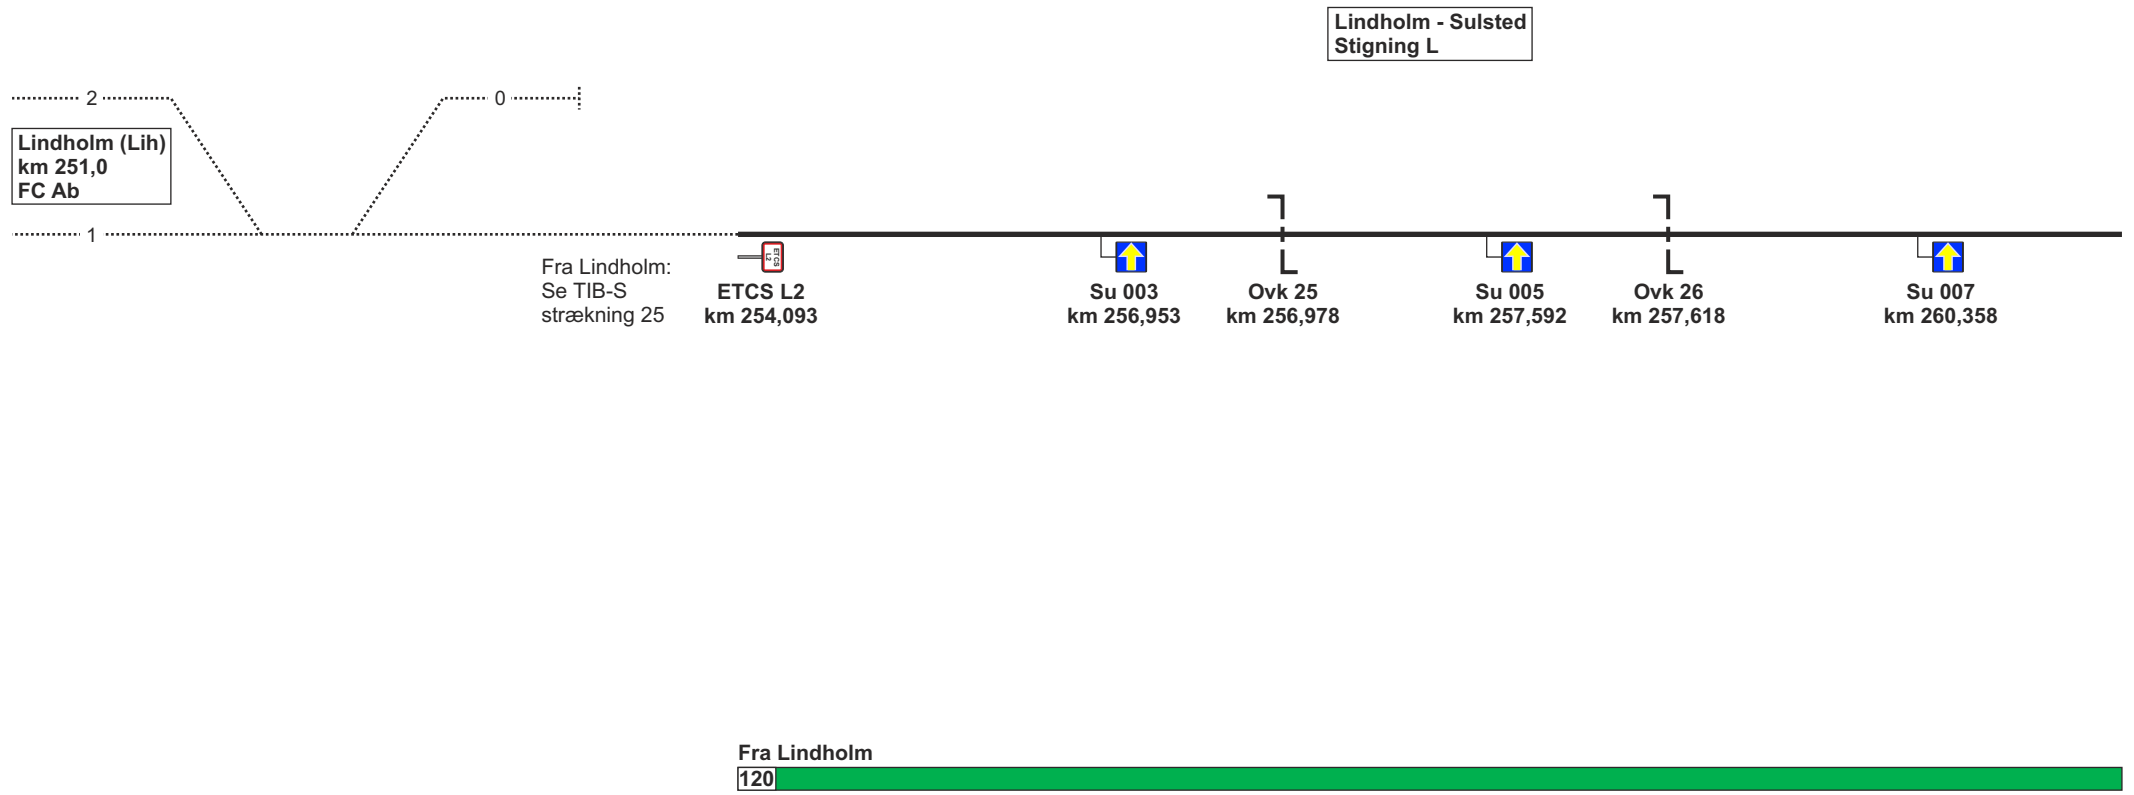 Lindholm - Sulsted
Stigning L
2
0
Lindholm (Lih)
km 251,0
FC Ab
1
ETCS
L2
Fra Lindholm:
Se TIB-S
strækning 25
ETCS L2
km 254,093
Su 003
km 256,953
Ovk 25
km 256,978
Su 005
km 257,592
Ovk 26
km 257,618
Su 007
km 260,358
Fra Lindholm
120